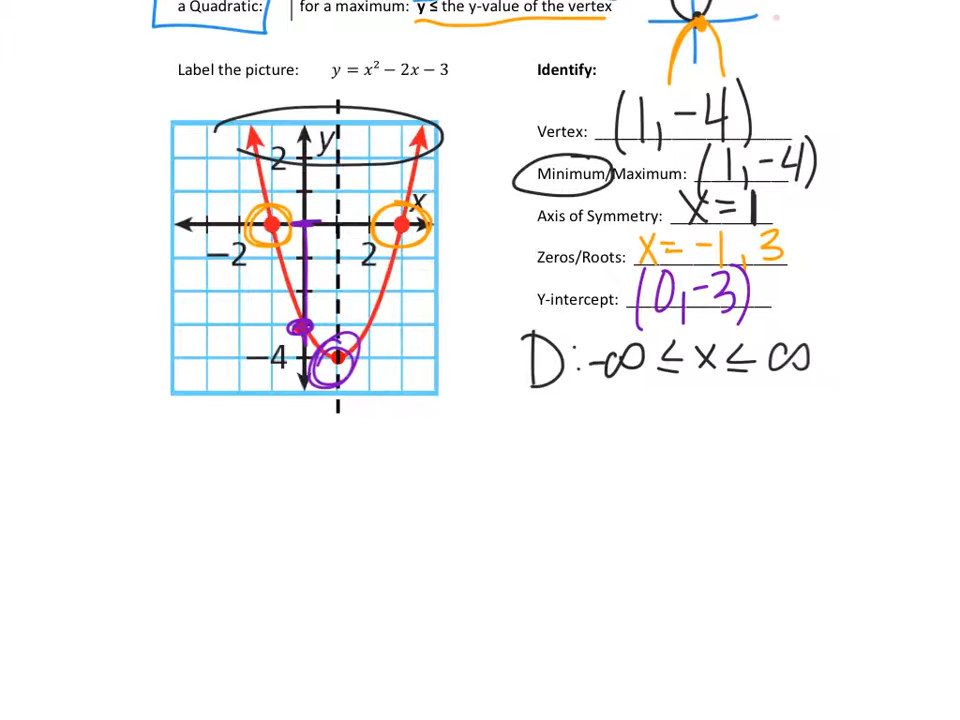 a Quadratic: for a maximum: y ≤ the y-value of the vertex
Label the picture: y = x² − 2x − 3
Identify:
Vertex: (1, -4)
Minimum/Maximum: (1, -4)
Axis of Symmetry: x = 1
Zeros/Roots: x = -1, 3
Y-intercept: (0, -3)
D: -∞ ≤ x ≤ ∞
y
2
x
−2 2
−4